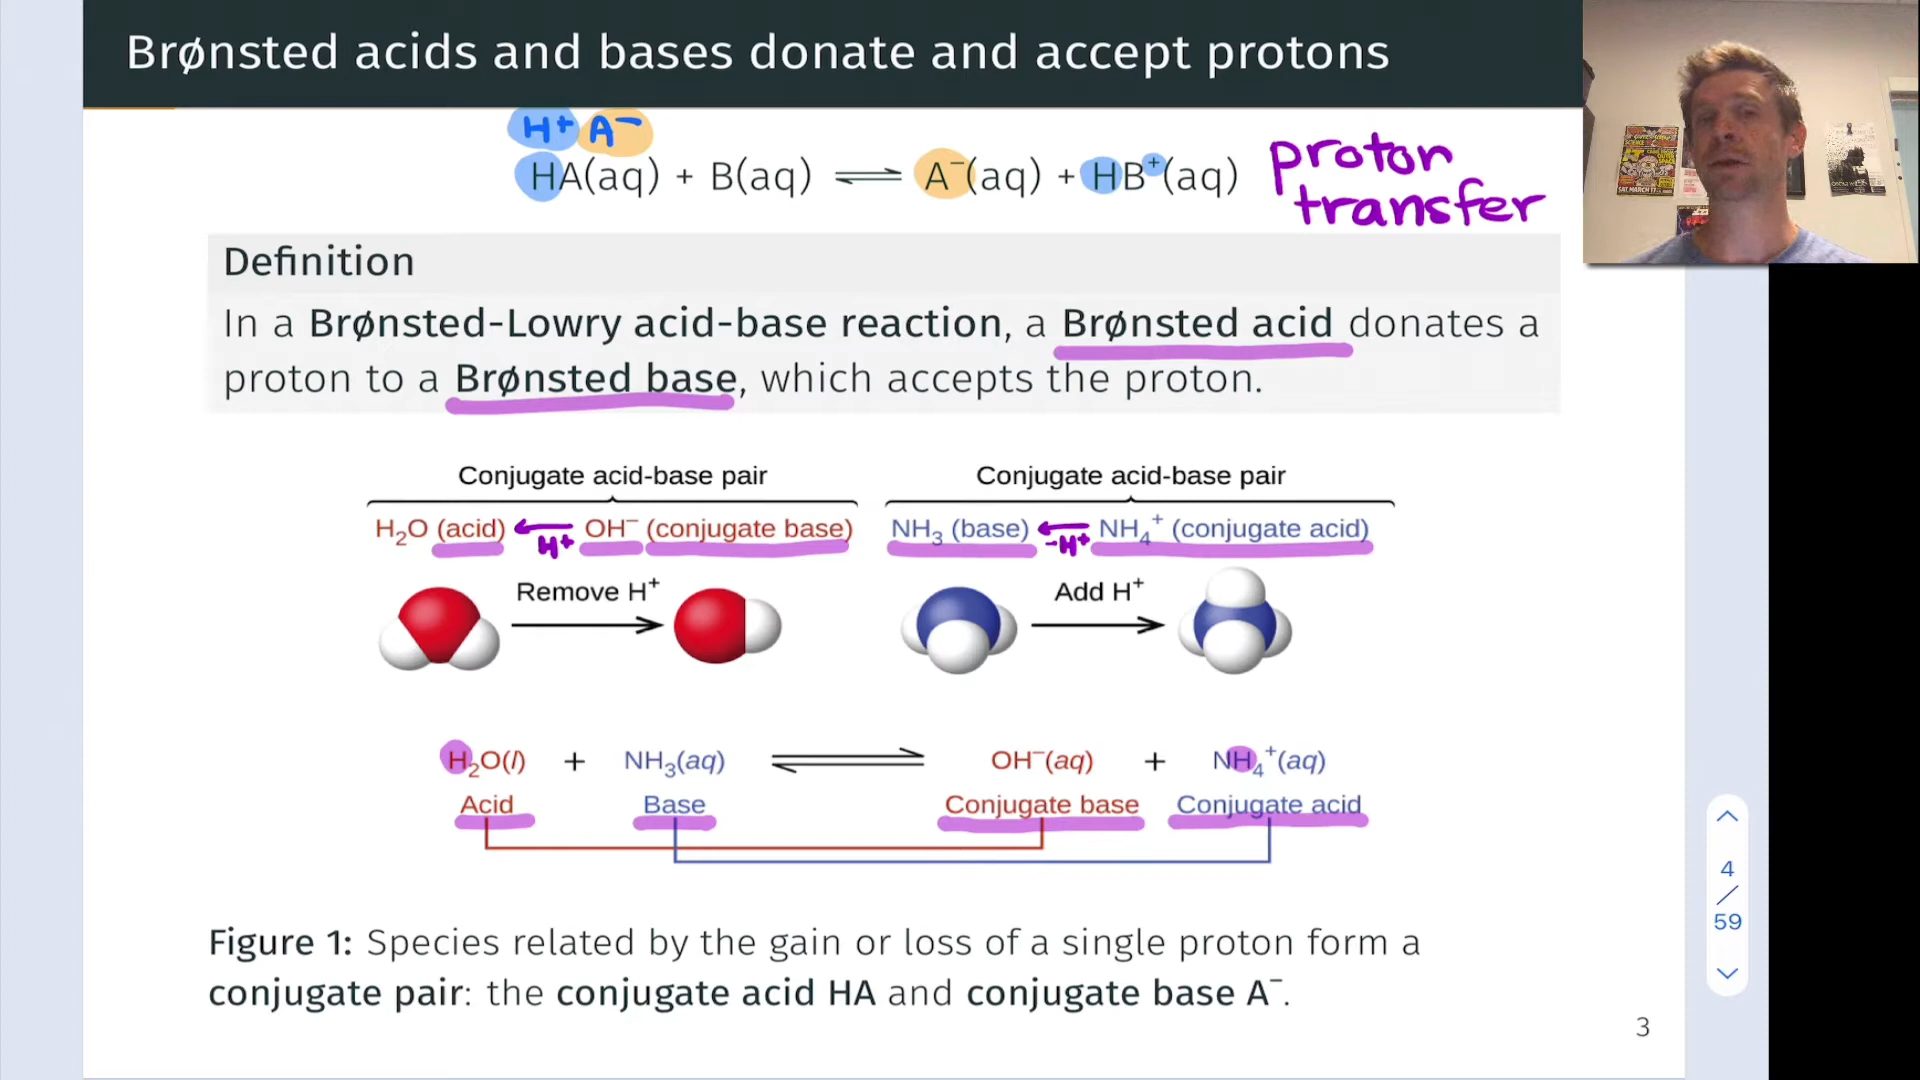 Brønsted acids and bases donate and accept protons
H⁺ A⁻
HA(aq) + B(aq) ⇌ A⁻(aq) + HB⁺(aq)
proton
transfer
Definition
In a Brønsted-Lowry acid-base reaction, a Brønsted acid donates a
proton to a Brønsted base, which accepts the proton.
Conjugate acid-base pair
H₂O (acid) ← OH⁻ (conjugate base)
H⁺
Remove H⁺
Conjugate acid-base pair
NH₃ (base) ← NH₄⁺ (conjugate acid)
-H⁺
Add H⁺
H₂O(l) + NH₃(aq) ⇌ OH⁻(aq) + NH₄⁺(aq)
Acid Base Conjugate base Conjugate acid
Figure 1: Species related by the gain or loss of a single proton form a
conjugate pair: the conjugate acid HA and conjugate base A⁻.
3
4
/
59